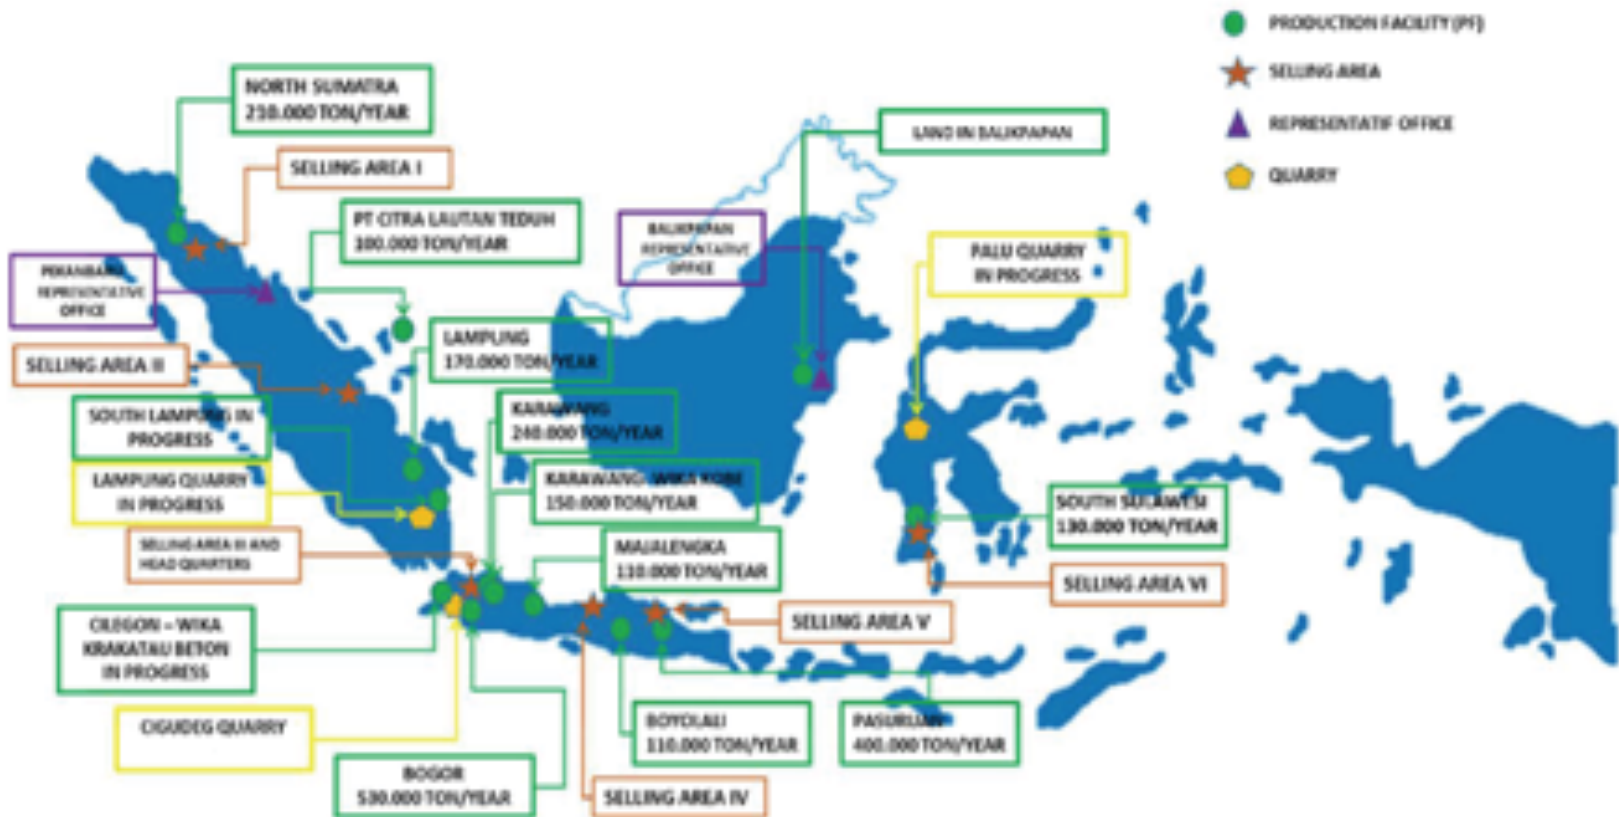 PRODUCTION FACILITY (PF)
SELLING AREA
REPRESENTATIF OFFICE
QUARRY
NORTH SUMATRA
210.000 TON/YEAR
SELLING AREA I
LAND IN BALIKPAPAN
PT CITRA LAUTAN TEDUH
100.000 TON/YEAR
BALIKPAPAN
REPRESENTATIVE
OFFICE
PALU QUARRY
IN PROGRESS
PEKANBARU
REPRESENTATIVE
OFFICE
LAMPUNG
170.000 TON/YEAR
SELLING AREA II
SOUTH LAMPUNG IN
PROGRESS
KARAWANG
240.000 TON/YEAR
LAMPUNG QUARRY
IN PROGRESS
KARAWANG WIKA KOBE
150.000 TON/YEAR
SOUTH SULAWESI
130.000 TON/YEAR
SELLING AREA III AND
HEAD QUARTERS
MAJALENGKA
110.000 TON/YEAR
SELLING AREA VI
CILEGON – WIKA
KRAKATAU BETON
IN PROGRESS
SELLING AREA V
CIGUDEG QUARRY
BOYOLALI
110.000 TON/YEAR
PASURUAN
400.000 TON/YEAR
BOGOR
530.000 TON/YEAR
SELLING AREA IV